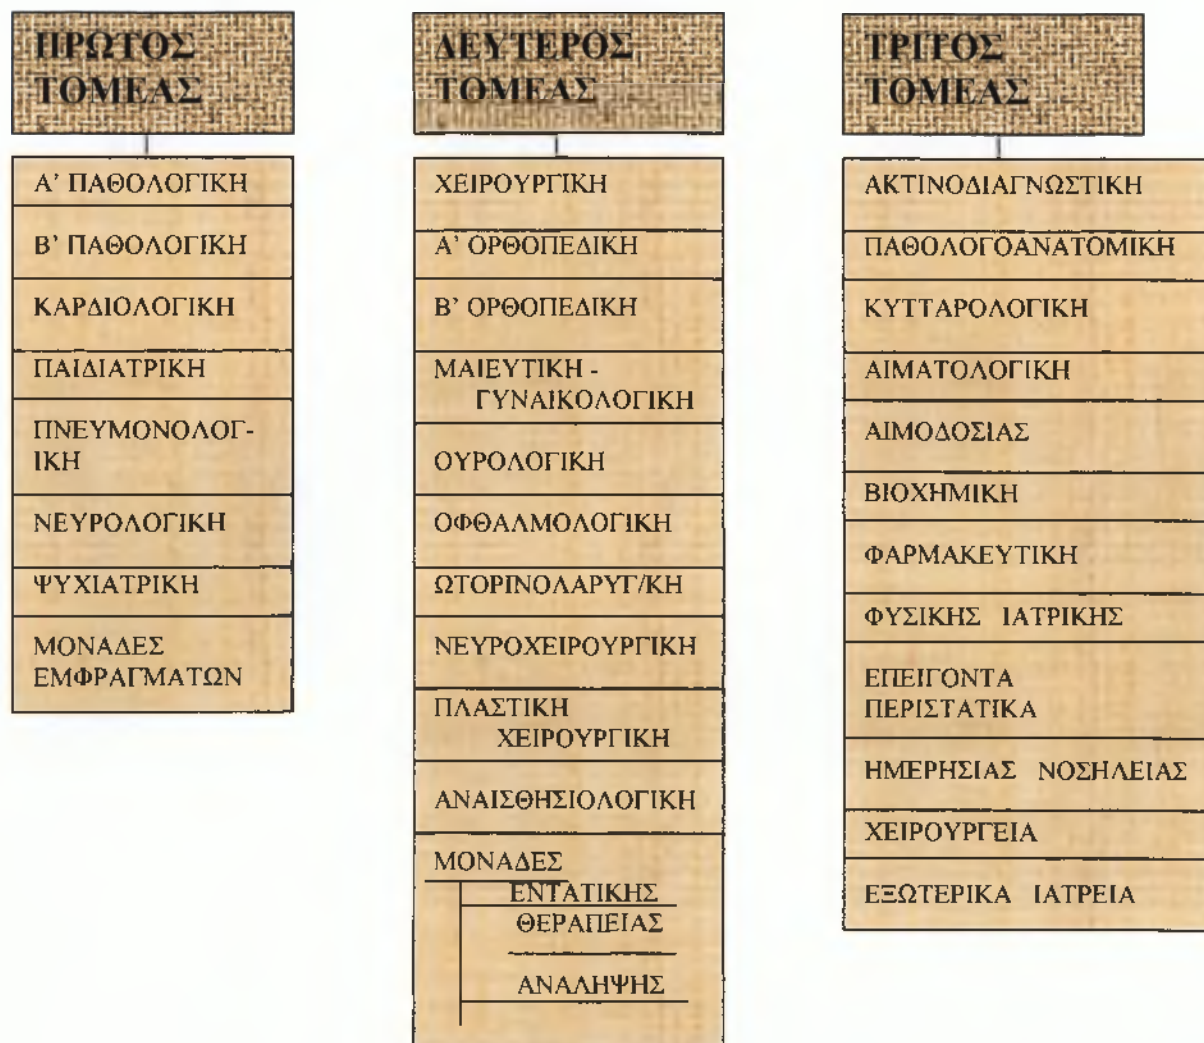 ΠΡΩΤΟΣ
ΤΟΜΕΑΣ
Α' ΠΑΘΟΛΟΓΙΚΗ
Β' ΠΑΘΟΛΟΓΙΚΗ
ΚΑΡΔΙΟΛΟΓΙΚΗ
ΠΑΙΔΙΑΤΡΙΚΗ
ΠΝΕΥΜΟΝΟΛΟΓ-
ΙΚΗ
ΝΕΥΡΟΛΟΓΙΚΗ
ΨΥΧΙΑΤΡΙΚΗ
ΜΟΝΑΔΕΣ
ΕΜΦΡΑΓΜΑΤΩΝ
ΔΕΥΤΕΡΟΣ
ΤΟΜΕΑΣ
ΧΕΙΡΟΥΡΓΙΚΗ
Α' ΟΡΘΟΠΕΔΙΚΗ
Β' ΟΡΘΟΠΕΔΙΚΗ
ΜΑΙΕΥΤΙΚΗ -
ΓΥΝΑΙΚΟΛΟΓΙΚΗ
ΟΥΡΟΛΟΓΙΚΗ
ΟΦΘΑΛΜΟΛΟΓΙΚΗ
ΩΤΟΡΙΝΟΛΑΡΥΓ/ΚΗ
ΝΕΥΡΟΧΕΙΡΟΥΡΓΙΚΗ
ΠΛΑΣΤΙΚΗ
ΧΕΙΡΟΥΡΓΙΚΗ
ΑΝΑΙΣΘΗΣΙΟΛΟΓΙΚΗ
ΜΟΝΑΔΕΣ
ΕΝΤΑΤΙΚΗΣ
ΘΕΡΑΠΕΙΑΣ
ΑΝΑΛΗΨΗΣ
ΤΡΙΤΟΣ
ΤΟΜΕΑΣ
ΑΚΤΙΝΟΔΙΑΓΝΩΣΤΙΚΗ
ΠΑΘΟΛΟΓΟΑΝΑΤΟΜΙΚΗ
ΚΥΤΤΑΡΟΛΟΓΙΚΗ
ΑΙΜΑΤΟΛΟΓΙΚΗ
ΑΙΜΟΔΟΣΙΑΣ
ΒΙΟΧΗΜΙΚΗ
ΦΑΡΜΑΚΕΥΤΙΚΗ
ΦΥΣΙΚΗΣ ΙΑΤΡΙΚΗΣ
ΕΠΕΙΓΟΝΤΑ
ΠΕΡΙΣΤΑΤΙΚΑ
ΗΜΕΡΗΣΙΑΣ ΝΟΣΗΛΕΙΑΣ
ΧΕΙΡΟΥΡΓΕΙΑ
ΕΞΩΤΕΡΙΚΑ ΙΑΤΡΕΙΑ